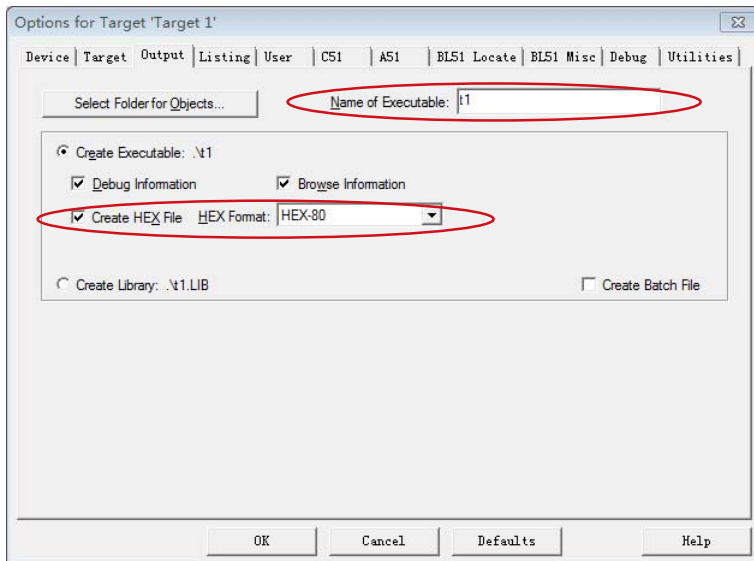 Options for Target 'Target 1'
Device Target Output Listing User C51 A51 BL51 Locate BL51 Misc Debug Utilities
Select Folder for Objects... Name of Executable: t1
Create Executable: .\t1
Debug Information Browse Information
Create HEX File HEX Format: HEX-80
Create Library: .\t1.LIB Create Batch File
OK Cancel Defaults Help